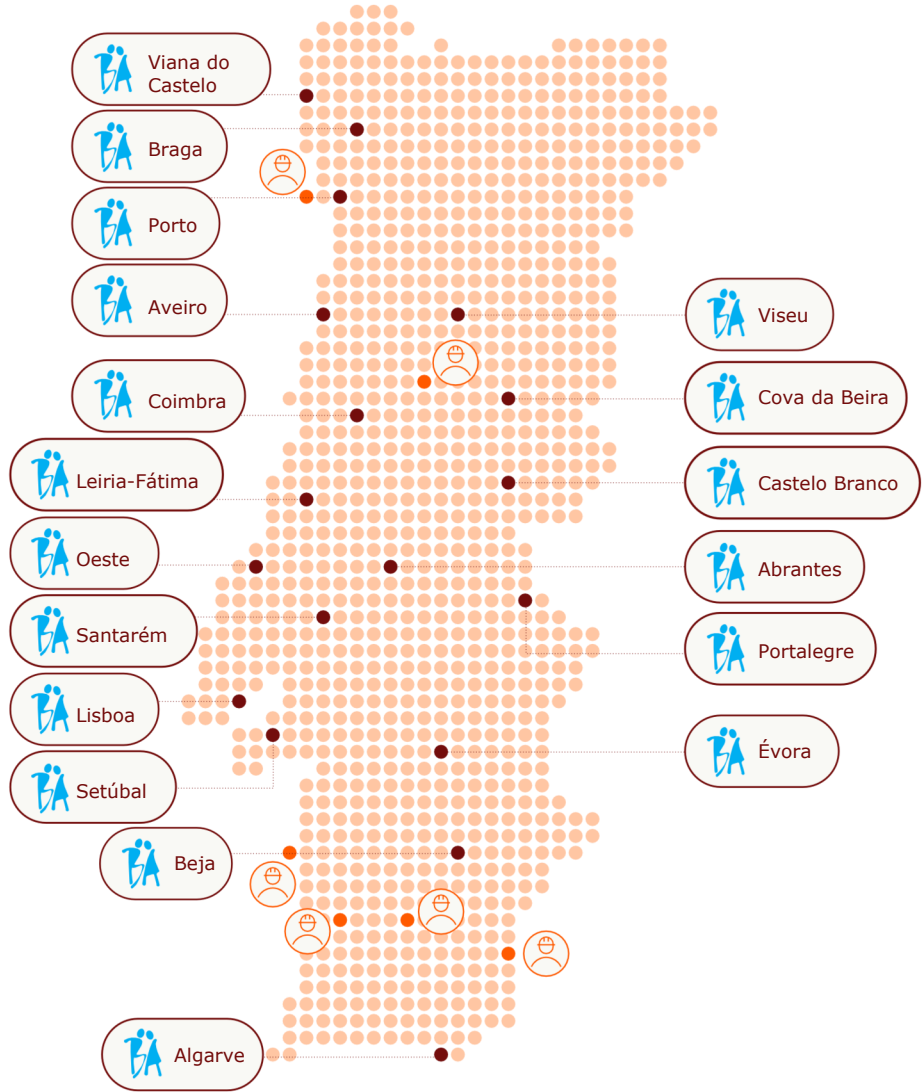 Viana do
Castelo
Braga
Porto
Aveiro
Viseu
Coimbra
Cova da Beira
Leiria-Fátima
Castelo Branco
Oeste
Abrantes
Santarém
Portalegre
Lisboa
Évora
Setúbal
Beja
Algarve